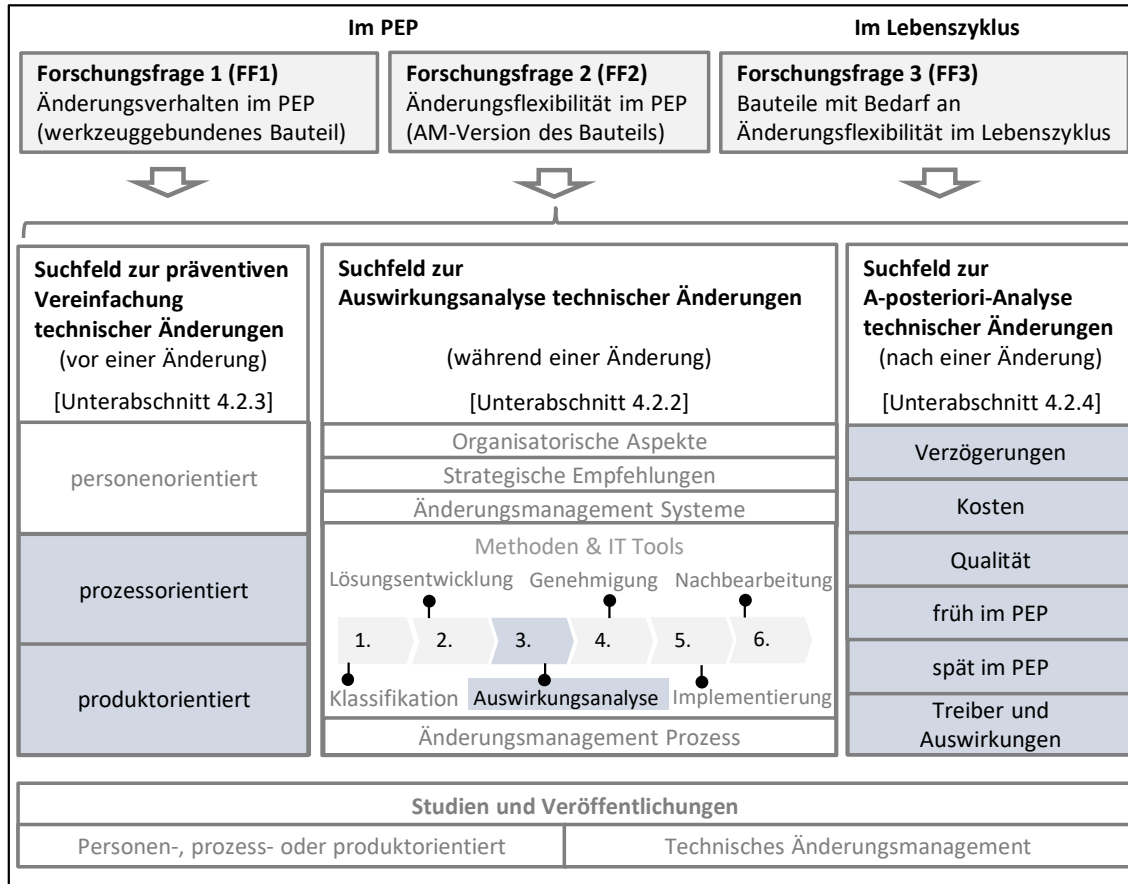 Im PEP
Im Lebenszyklus
Forschungsfrage 1 (FF1)
Änderungsverhalten im PEP
(werkzeuggebundenes Bauteil)
Forschungsfrage 2 (FF2)
Änderungsflexibilität im PEP
(AM-Version des Bauteils)
Forschungsfrage 3 (FF3)
Bauteile mit Bedarf an
Änderungsflexibilität im Lebenszyklus
Suchfeld zur präventiven
Vereinfachung
technischer Änderungen
(vor einer Änderung)
[Unterabschnitt 4.2.3]
personenorientiert
prozessorientiert
produktorientiert
Suchfeld zur
Auswirkungsanalyse technischer Änderungen
(während einer Änderung)
[Unterabschnitt 4.2.2]
Organisatorische Aspekte
Strategische Empfehlungen
Änderungsmanagement Systeme
Methoden & IT Tools
Lösungsentwicklung
Genehmigung
Nachbearbeitung
1.
2.
3.
4.
5.
6.
Klassifikation
Auswirkungsanalyse
Implementierung
Änderungsmanagement Prozess
Suchfeld zur
A-posteriori-Analyse
technischer Änderungen
(nach einer Änderung)
[Unterabschnitt 4.2.4]
Verzögerungen
Kosten
Qualität
früh im PEP
spät im PEP
Treiber und
Auswirkungen
Studien und Veröffentlichungen
Personen-, prozess- oder produktorientiert
Technisches Änderungsmanagement